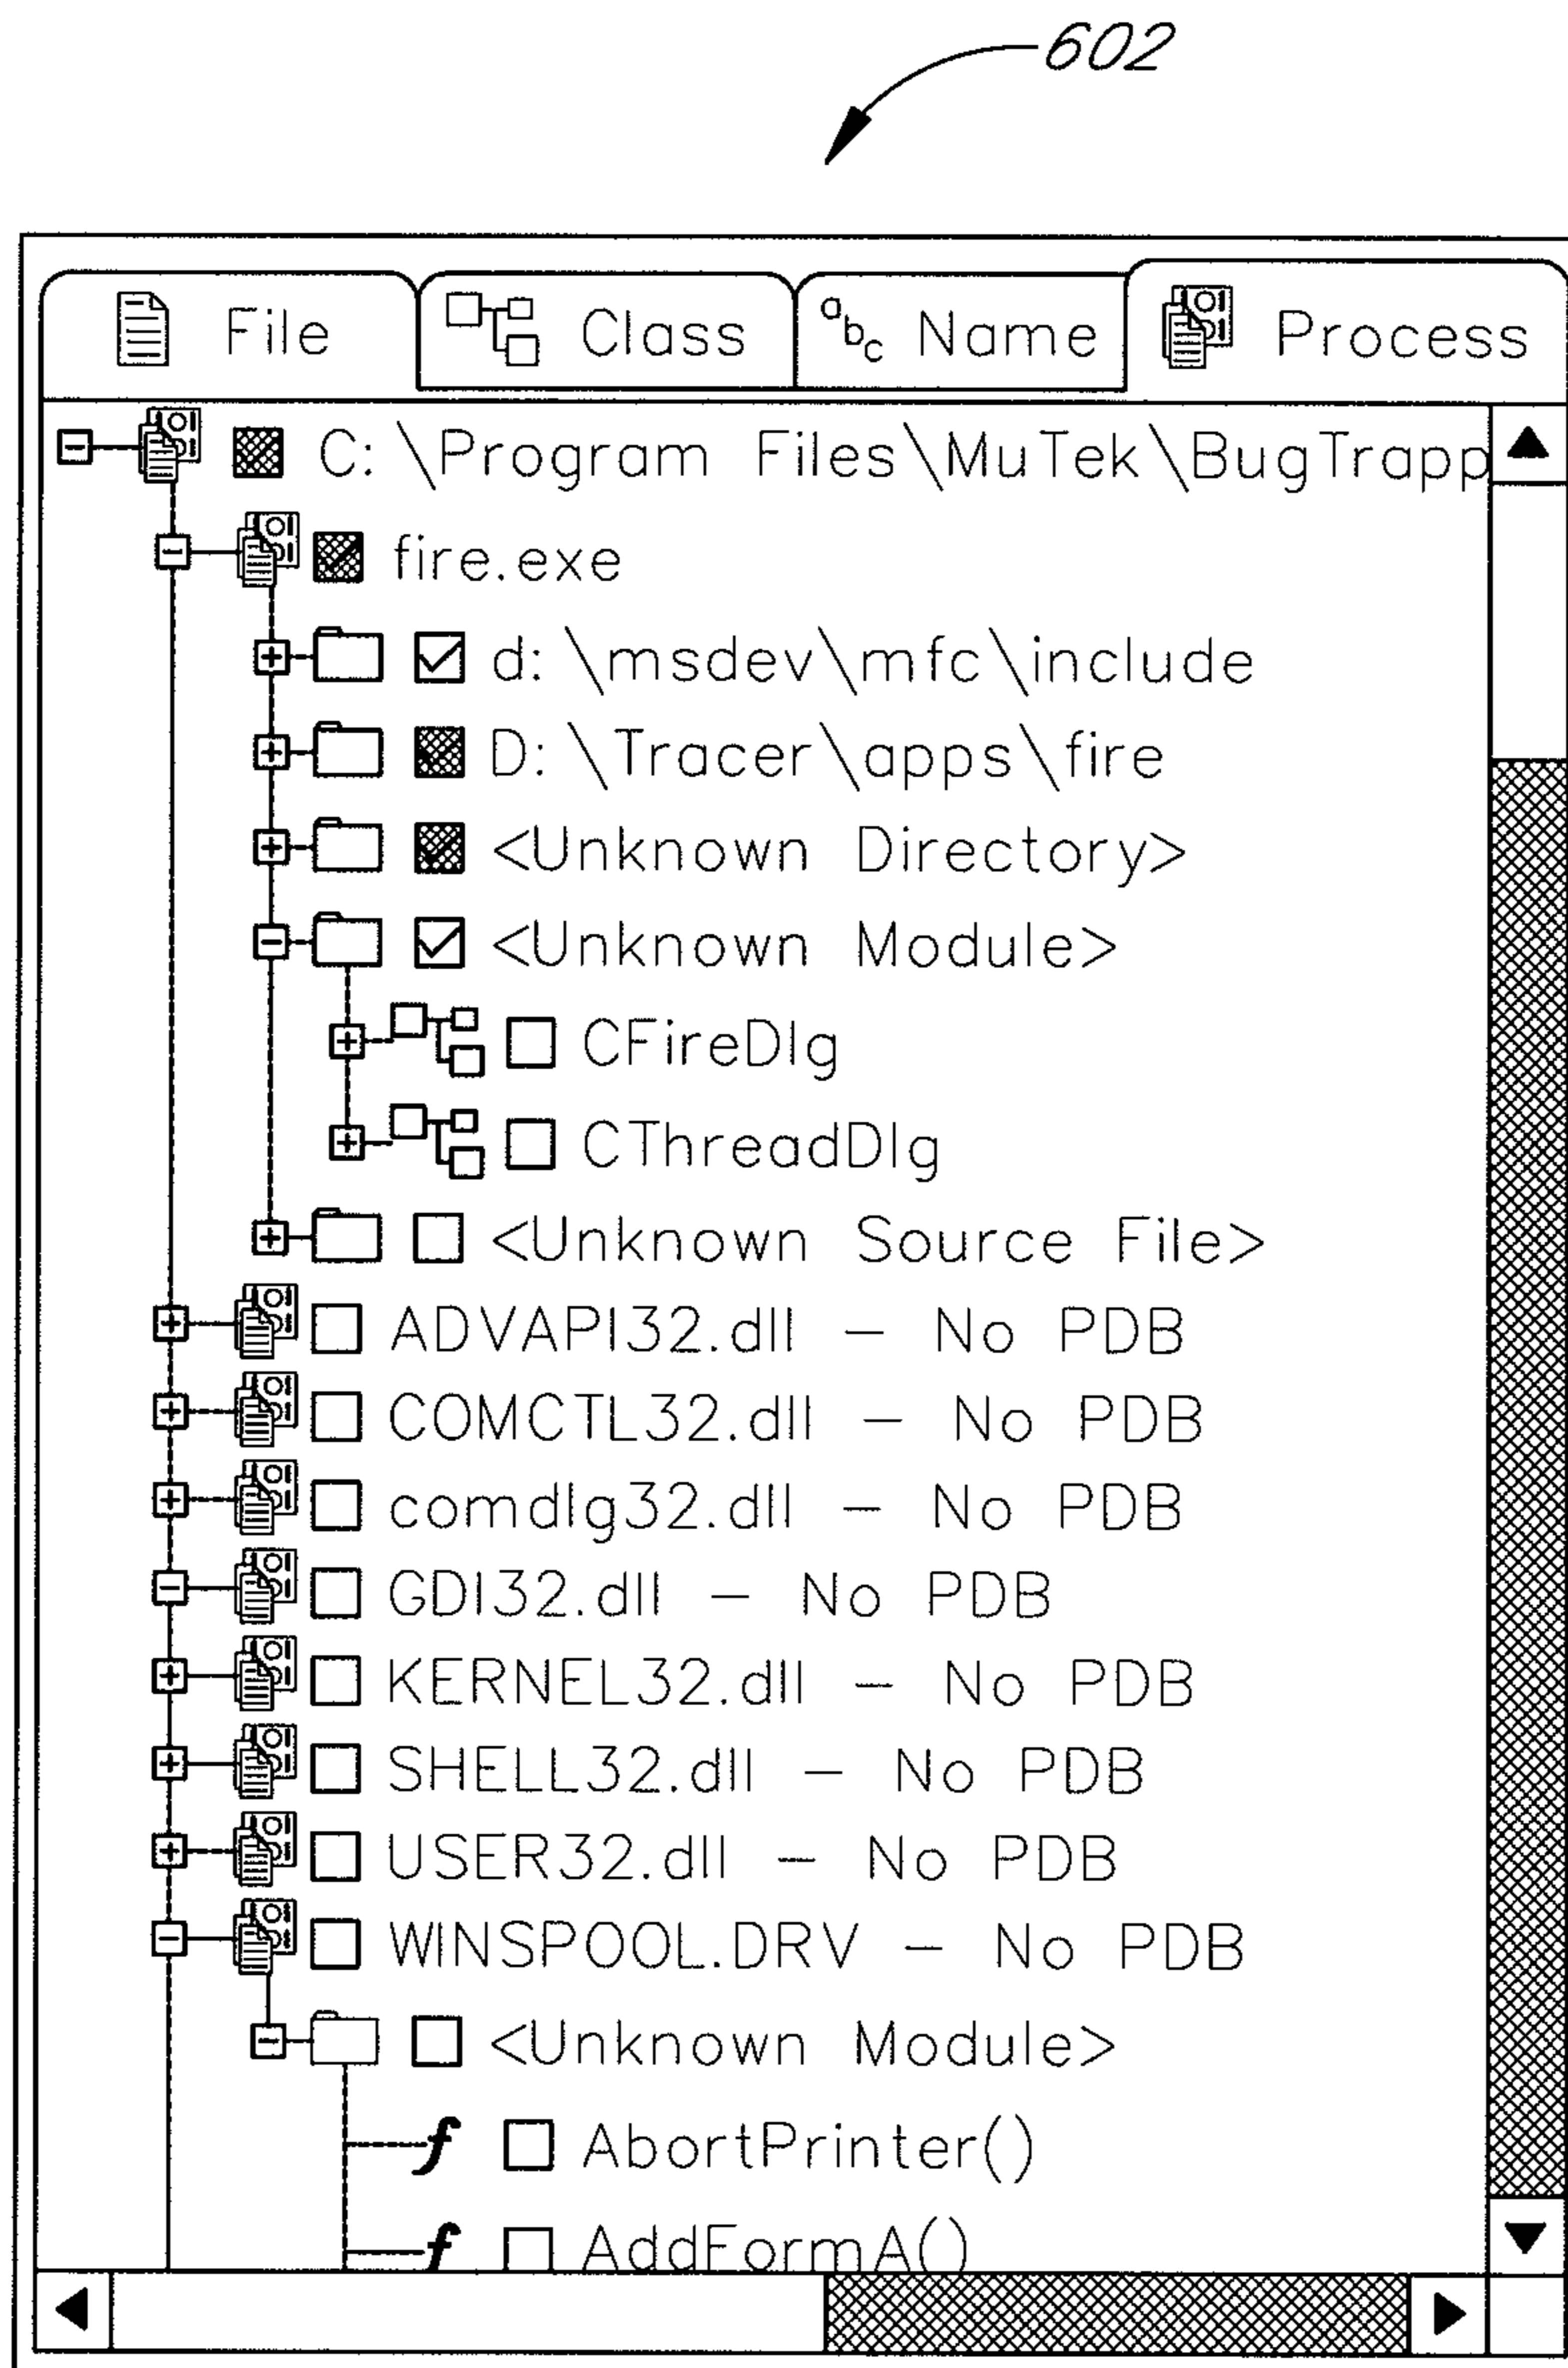 602
File Class abc Name Process
C: \Program Files\MuTek\BugTrapp
fire.exe
d: \msdev\mfc\include
D: \Tracer\apps\fire
<Unknown Directory>
<Unknown Module>
CFireDlg
CThreadDlg
<Unknown Source File>
ADVAPI32.dll – No PDB
COMCTL32.dll – No PDB
comdlg32.dll – No PDB
GDI32.dll – No PDB
KERNEL32.dll – No PDB
SHELL32.dll – No PDB
USER32.dll – No PDB
WINSPOOL.DRV – No PDB
<Unknown Module>
f AbortPrinter()
f AddFormA()